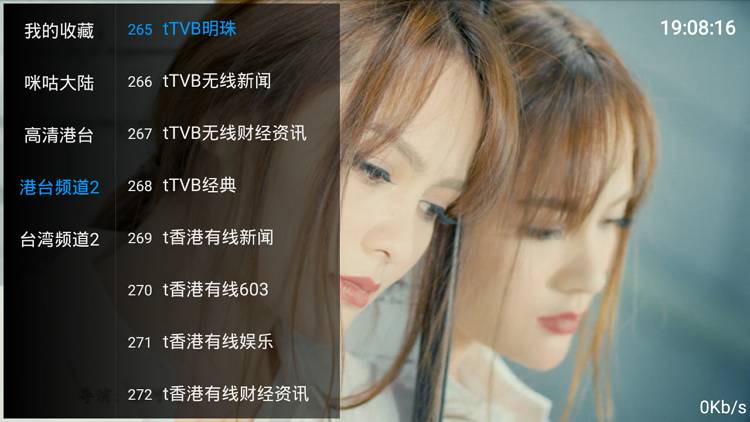 我的收藏
咪咕大陆
高清港台
港台频道2
台湾频道2
265 tTVB明珠
266 tTVB无线新闻
267 tTVB无线财经资讯
268 tTVB经典
269 t香港有线新闻
270 t香港有线603
271 t香港有线娱乐
272 t香港有线财经资讯
19:08:16
0Kb/s